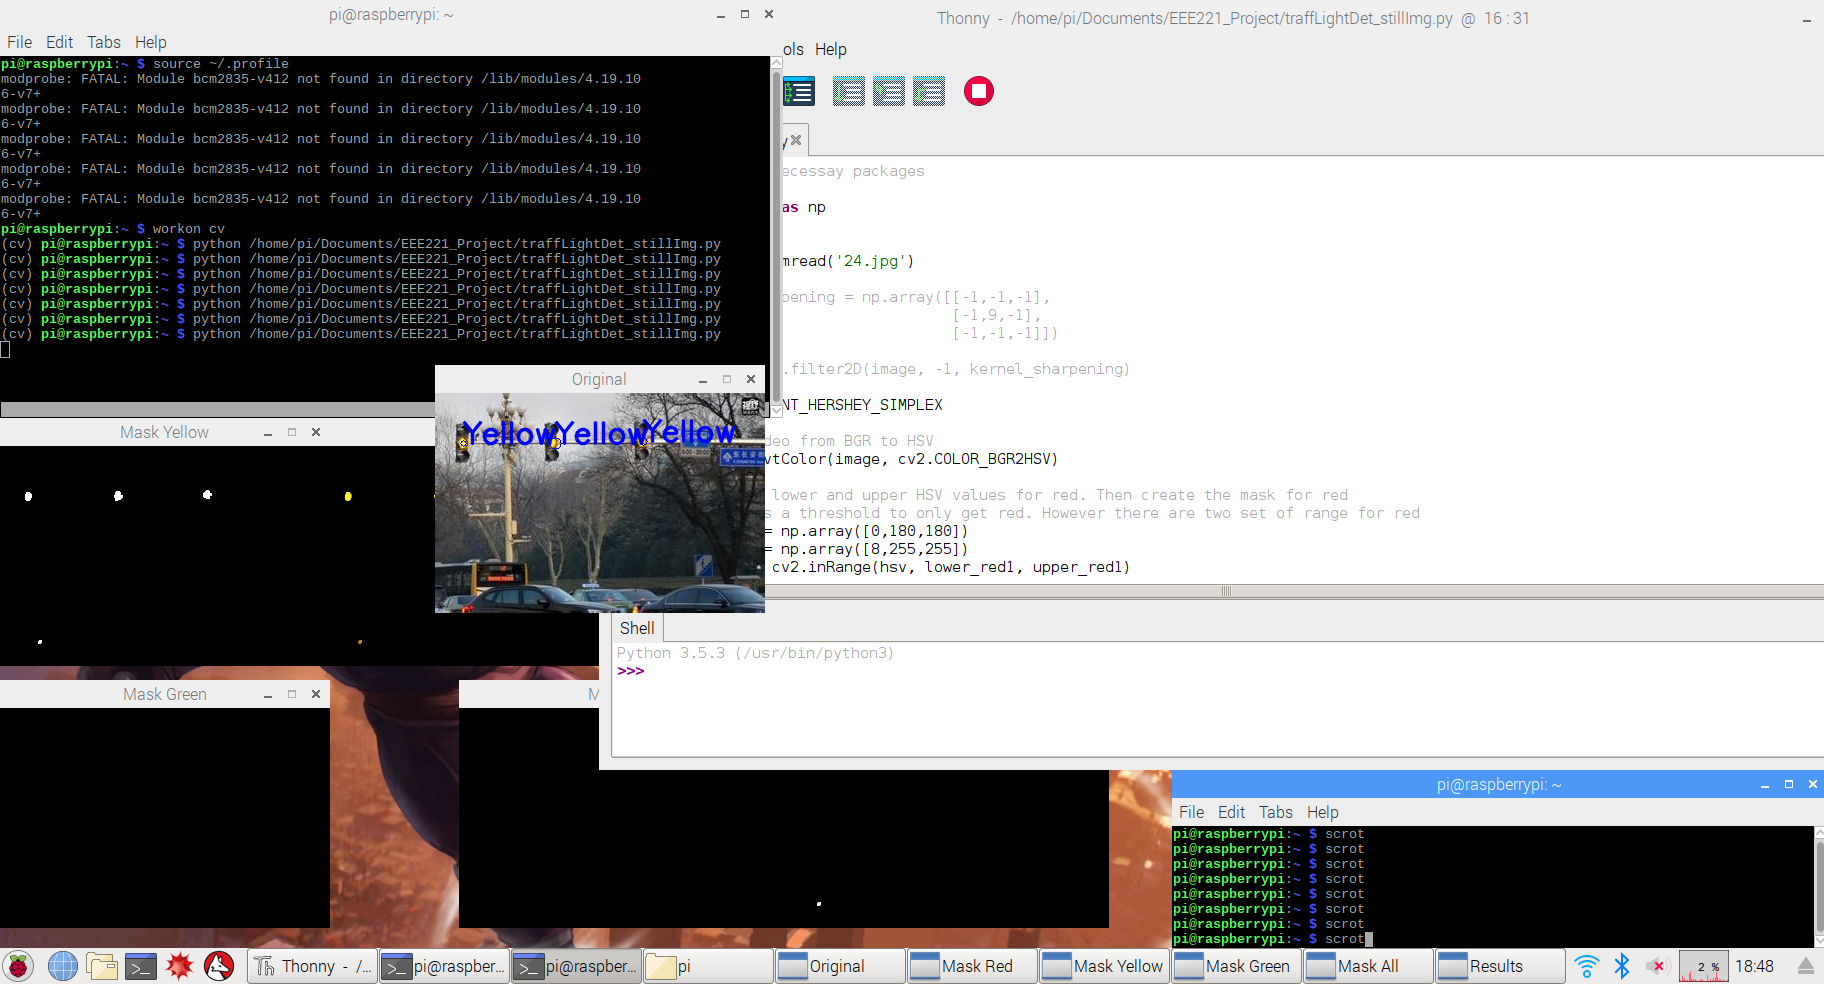 pi@raspberrypi: ~
File Edit Tabs Help
pi@raspberrypi:~ $ source ~/.profile
modprobe: FATAL: Module bcm2835-v412 not found in directory /lib/modules/4.19.10
6-v7+
modprobe: FATAL: Module bcm2835-v412 not found in directory /lib/modules/4.19.10
6-v7+
modprobe: FATAL: Module bcm2835-v412 not found in directory /lib/modules/4.19.10
6-v7+
modprobe: FATAL: Module bcm2835-v412 not found in directory /lib/modules/4.19.10
6-v7+
modprobe: FATAL: Module bcm2835-v412 not found in directory /lib/modules/4.19.10
6-v7+
pi@raspberrypi:~ $ workon cv
(cv) pi@raspberrypi:~ $ python /home/pi/Documents/EEE221_Project/traffLightDet_stillImg.py
(cv) pi@raspberrypi:~ $ python /home/pi/Documents/EEE221_Project/traffLightDet_stillImg.py
(cv) pi@raspberrypi:~ $ python /home/pi/Documents/EEE221_Project/traffLightDet_stillImg.py
(cv) pi@raspberrypi:~ $ python /home/pi/Documents/EEE221_Project/traffLightDet_stillImg.py
(cv) pi@raspberrypi:~ $ python /home/pi/Documents/EEE221_Project/traffLightDet_stillImg.py
(cv) pi@raspberrypi:~ $ python /home/pi/Documents/EEE221_Project/traffLightDet_stillImg.py
(cv) pi@raspberrypi:~ $ python /home/pi/Documents/EEE221_Project/traffLightDet_stillImg.py
Thonny - /home/pi/Documents/EEE221_Project/traffLightDet_stillImg.py @ 16:31
ols Help
y
ecessay packages
as np
mread('24.jpg')
pening = np.array([[-1,-1,-1],
[-1,9,-1],
[-1,-1,-1]])
.filter2D(image, -1, kernel_sharpening)
NT_HERSHEY_SIMPLEX
deo from BGR to HSV
vtColor(image, cv2.COLOR_BGR2HSV)
lower and upper HSV values for red. Then create the mask for red
s a threshold to only get red. However there are two set of range for red
= np.array([0,180,180])
= np.array([8,255,255])
cv2.inRange(hsv, lower_red1, upper_red1)
Original
Yellow Yellow Yellow
Mask Yellow
Shell
Python 3.5.3 (/usr/bin/python3)
>>>
Mask Green
M
pi@raspberrypi: ~
File Edit Tabs Help
pi@raspberrypi:~ $ scrot
pi@raspberrypi:~ $ scrot
pi@raspberrypi:~ $ scrot
pi@raspberrypi:~ $ scrot
pi@raspberrypi:~ $ scrot
pi@raspberrypi:~ $ scrot
pi@raspberrypi:~ $ scrot
pi@raspberrypi:~ $ scrot
Thonny - /... pi@raspber... pi@raspber... pi Original Mask Red Mask Yellow Mask Green Mask All Results 2 % 18:48